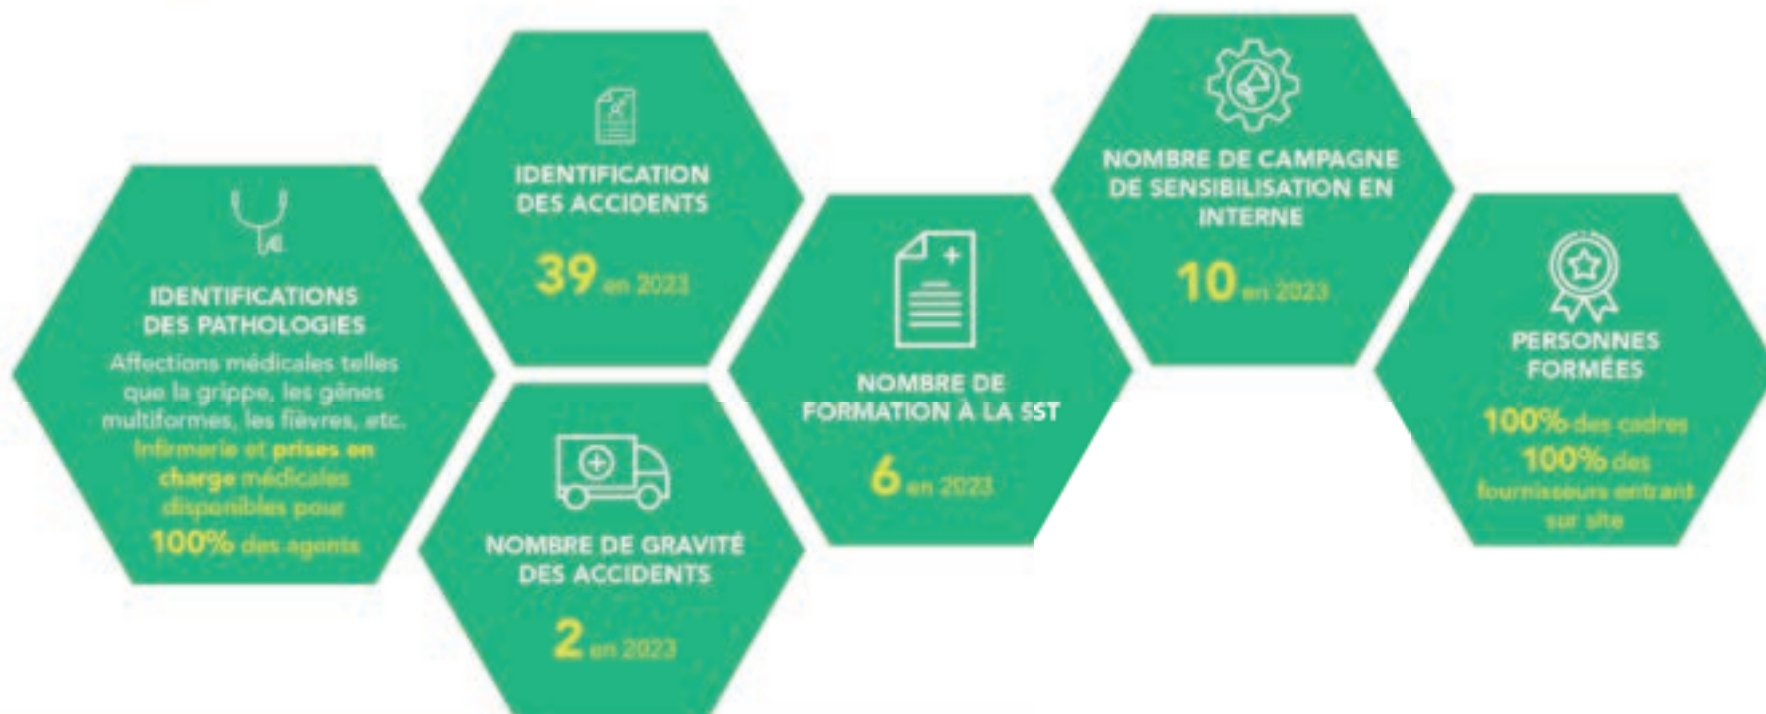 IDENTIFICATIONS
DES PATHOLOGIES
Affections médicales telles
que la grippe, les gênes
multiformes, les fièvres, etc.
Infirmerie et prises en
charge médicales
disponibles pour
100% des agents
IDENTIFICATION
DES ACCIDENTS
39 en 2023
NOMBRE DE GRAVITÉ
DES ACCIDENTS
2 en 2023
NOMBRE DE
FORMATION À LA SST
6 en 2023
NOMBRE DE CAMPAGNE
DE SENSIBILISATION EN
INTERNE
10 en 2023
PERSONNES
FORMÉES
100% des cadres
100% des
fournisseurs entrant
sur site